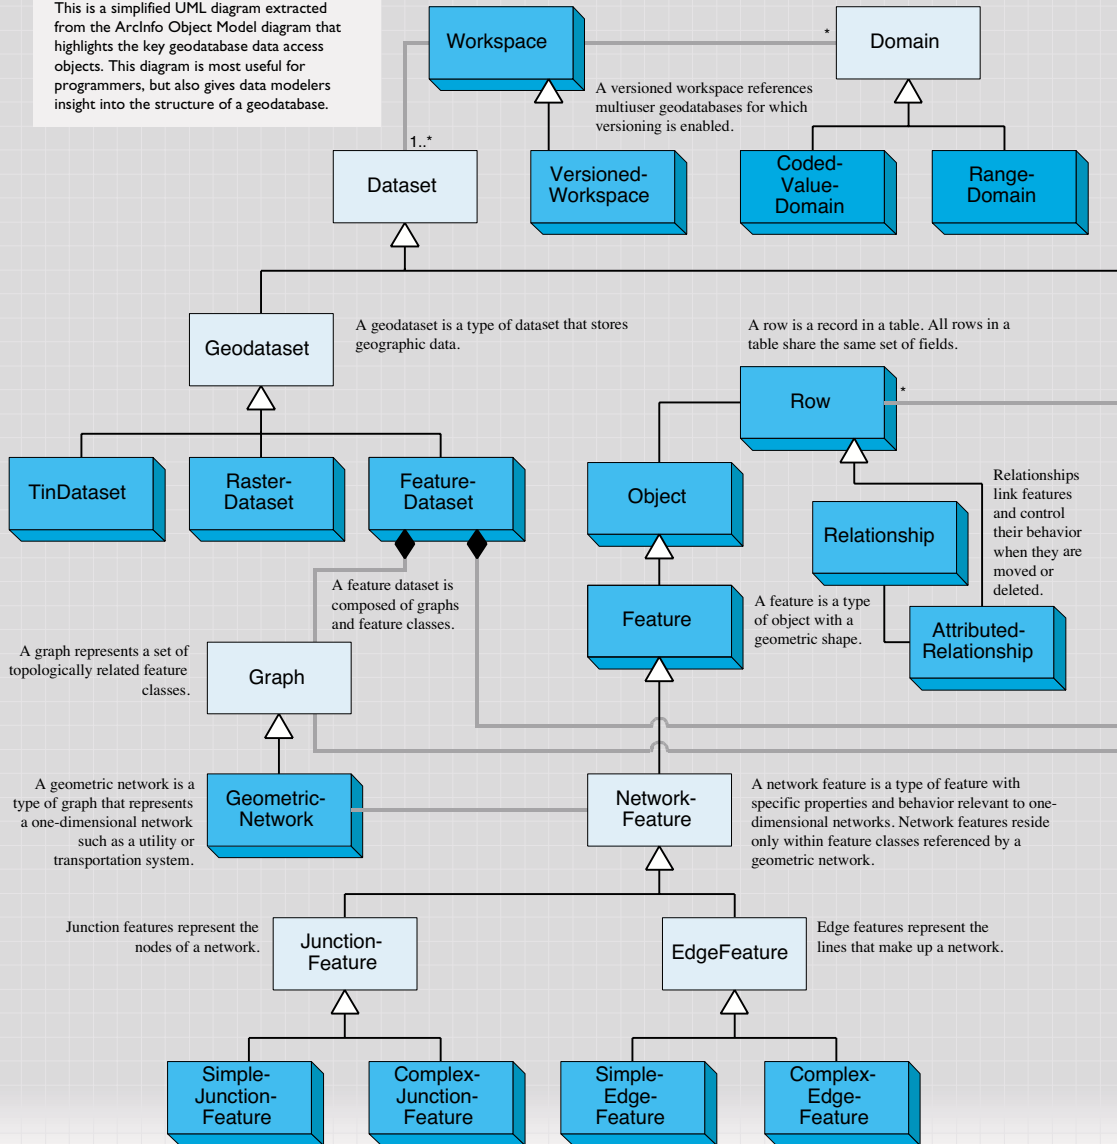 This is a simplified UML diagram extracted
from the ArcInfo Object Model diagram that
highlights the key geodatabase data access
objects. This diagram is most useful for
programmers, but also gives data modelers
insight into the structure of a geodatabase.
Workspace
*
Domain
A versioned workspace references
multiuser geodatabases for which
versioning is enabled.
1..*
Dataset
Versioned-
Workspace
Coded-
Value-
Domain
Range-
Domain
Geodataset
A geodataset is a type of dataset that stores
geographic data.
A row is a record in a table. All rows in a
table share the same set of fields.
Row
*
TinDataset
Raster-
Dataset
Feature-
Dataset
Object
Relationships
link features
and control
their behavior
when they are
moved or
deleted.
Relationship
A feature dataset is
composed of graphs
and feature classes.
Feature
A feature is a type
of object with a
geometric shape.
Attributed-
Relationship
A graph represents a set of
topologically related feature
classes.
Graph
A geometric network is a
type of graph that represents
a one-dimensional network
such as a utility or
transportation system.
Geometric-
Network
Network-
Feature
A network feature is a type of feature with
specific properties and behavior relevant to one-
dimensional networks. Network features reside
only within feature classes referenced by a
geometric network.
Junction features represent the
nodes of a network.
Junction-
Feature
EdgeFeature
Edge features represent the
lines that make up a network.
Simple-
Junction-
Feature
Complex-
Junction-
Feature
Simple-
Edge-
Feature
Complex-
Edge-
Feature